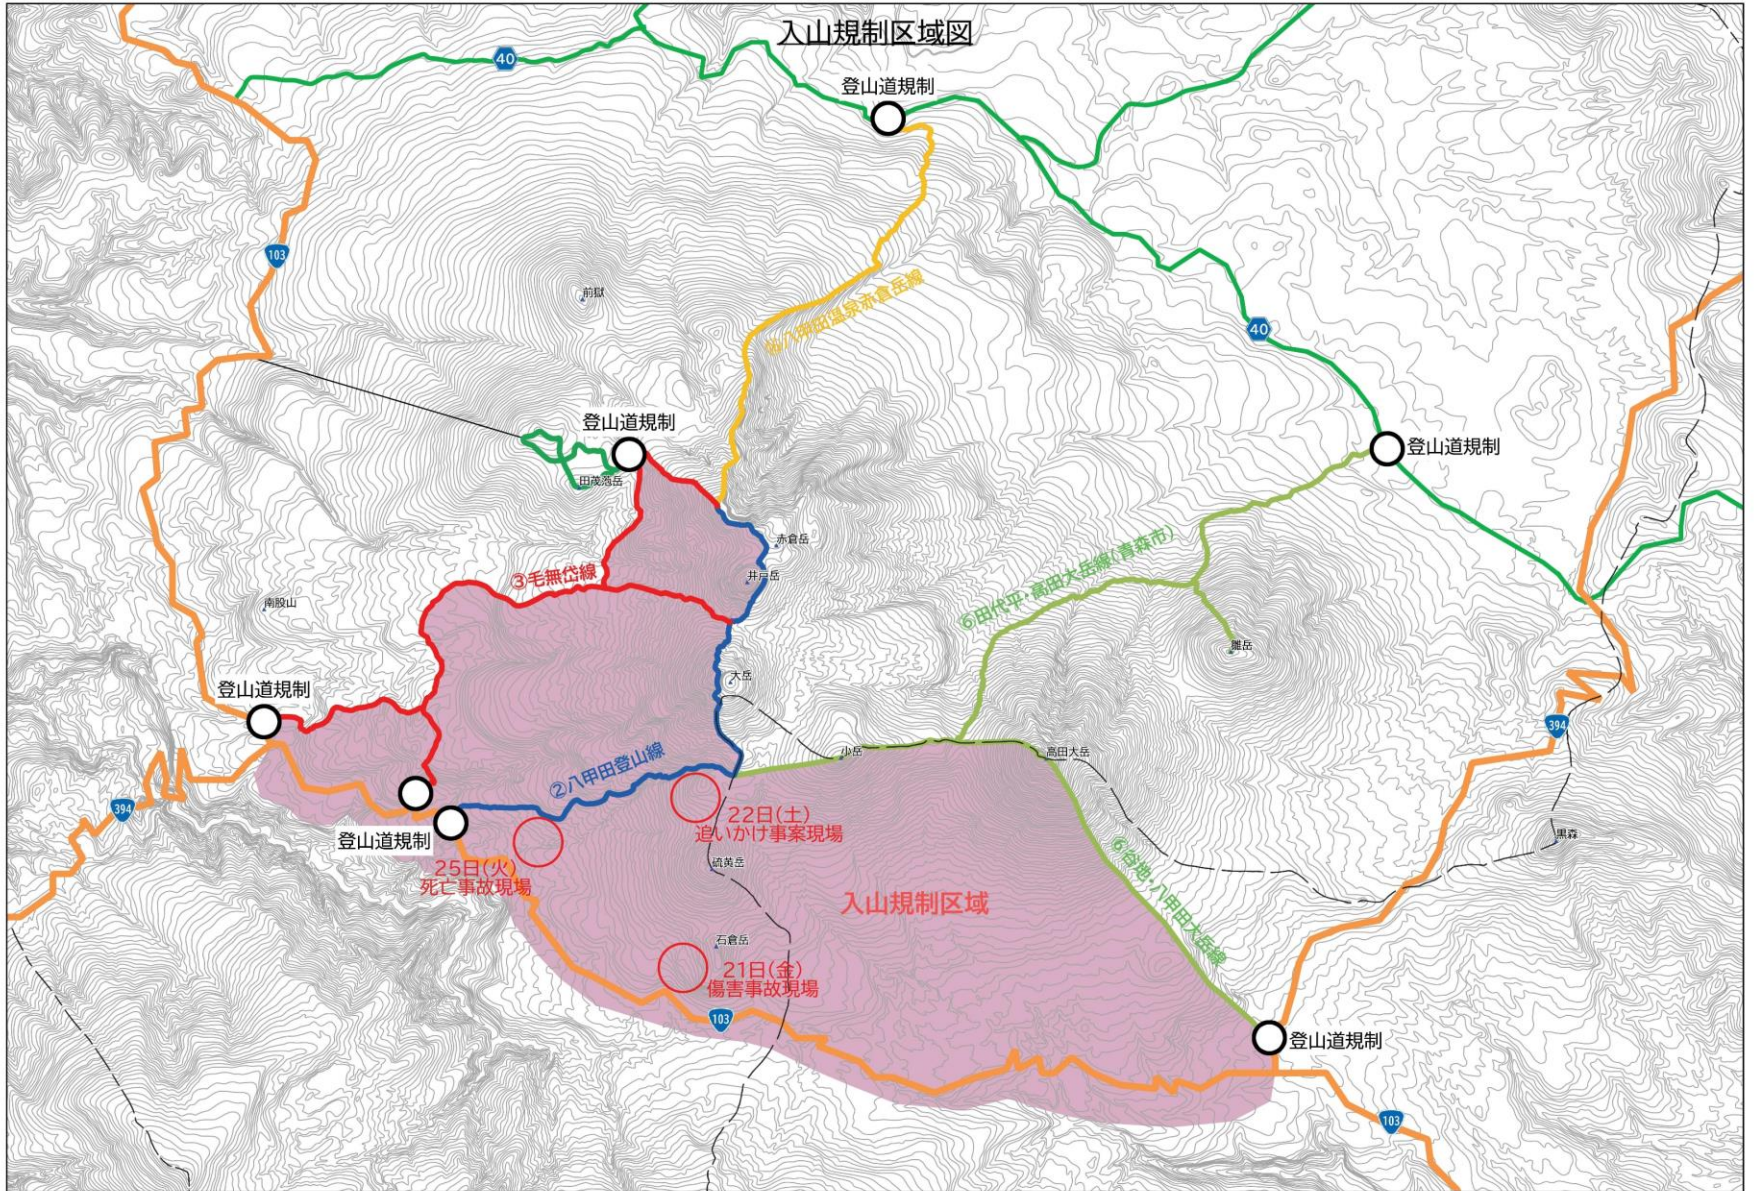 入山規制区域図
40
登山道規制
103
前嶽
八甲田温泉赤倉岳線
40
登山道規制
登山道規制
田茂萢岳
赤倉岳
③毛無岱線
井戸岳
⑥田代平・高田大岳線(青森市)
南股山
雛岳
大岳
登山道規制
394
小岳
高田大岳
②八甲田登山線
394
22日(土)
追いかけ事案現場
登山道規制
黒森
25日(火)
死亡事故現場
硫黄岳
入山規制区域
⑥谷地・八甲田大岳線
石倉岳
21日(金)
傷害事故現場
103
登山道規制
103